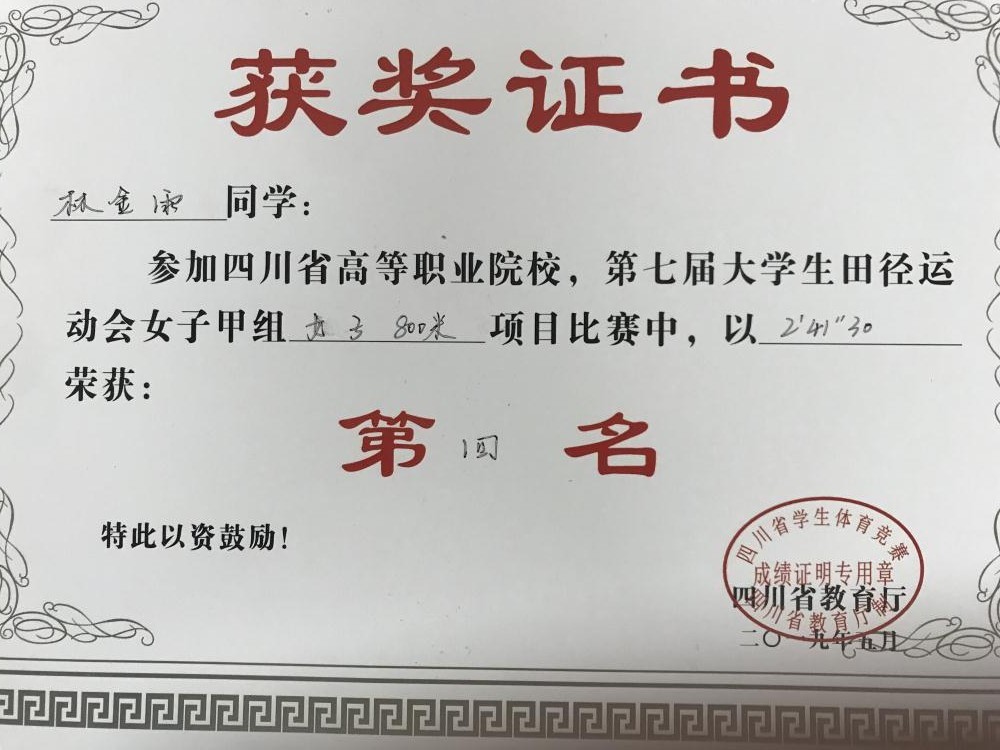 获奖证书
林金 同学：
参加四川省高等职业院校，第七届大学生田径运
动会女子甲组女子800米项目比赛中，以2'41"30
荣获：
第四名
特此以资鼓励！
四川省学生体育竞赛
成绩证明专用章
四川省教育厅制
四川省教育厅
二〇一九年五月